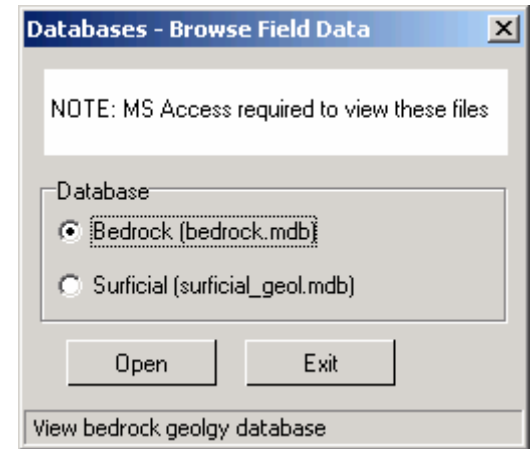 Databases - Browse Field Data
NOTE: MS Access required to view these files
Database
Bedrock (bedrock.mdb)
Surficial (surficial_geol.mdb)
Open Exit
View bedrock geolgy database